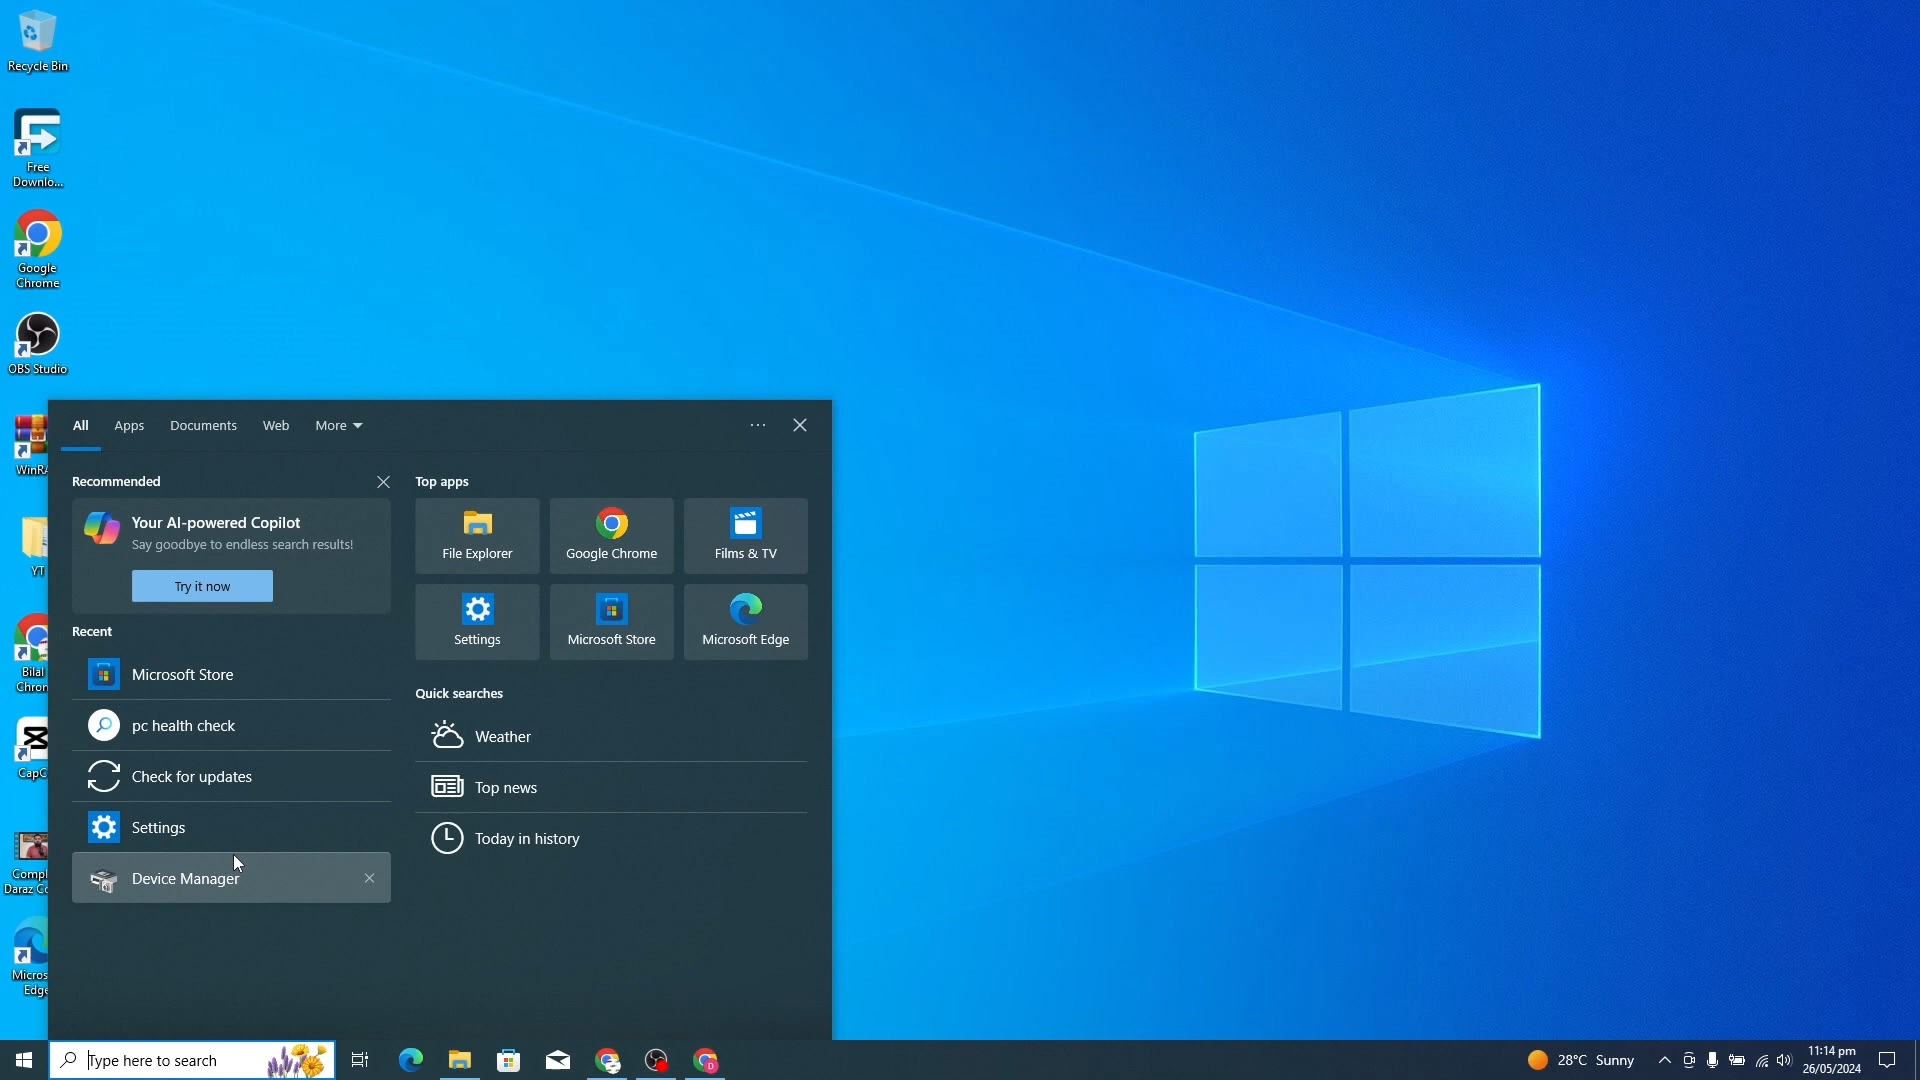 Recycle Bin
Free
Downlo...
Google
Chrome
OBS Studio
WinRA
YT
Bilal
Chron
CapC
Compl
Daraz Co
Micros
Edge
All
Apps
Documents
Web
More
Recommended
Your AI-powered Copilot
Say goodbye to endless search results!
Try it now
Recent
Microsoft Store
pc health check
Check for updates
Settings
Device Manager
Top apps
File Explorer
Google Chrome
Films & TV
Settings
Microsoft Store
Microsoft Edge
Quick searches
Weather
Top news
Today in history
Type here to search
28°C Sunny
11:14 pm
26/05/2024